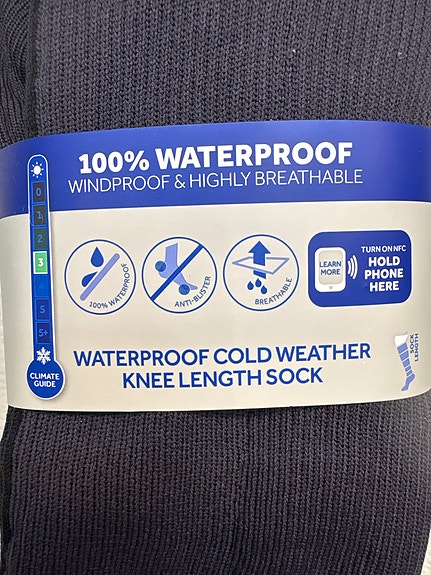 100% WATERPROOF
WINDPROOF & HIGHLY BREATHABLE
0
1
2
3
5
5+
CLIMATE
GUIDE
100% WATERPROOF
ANTI-BLISTER
BREATHABLE
LEARN
MORE
TURN ON NFC
HOLD
PHONE
HERE
WATERPROOF COLD WEATHER
KNEE LENGTH SOCK
SOCK
LENGTH